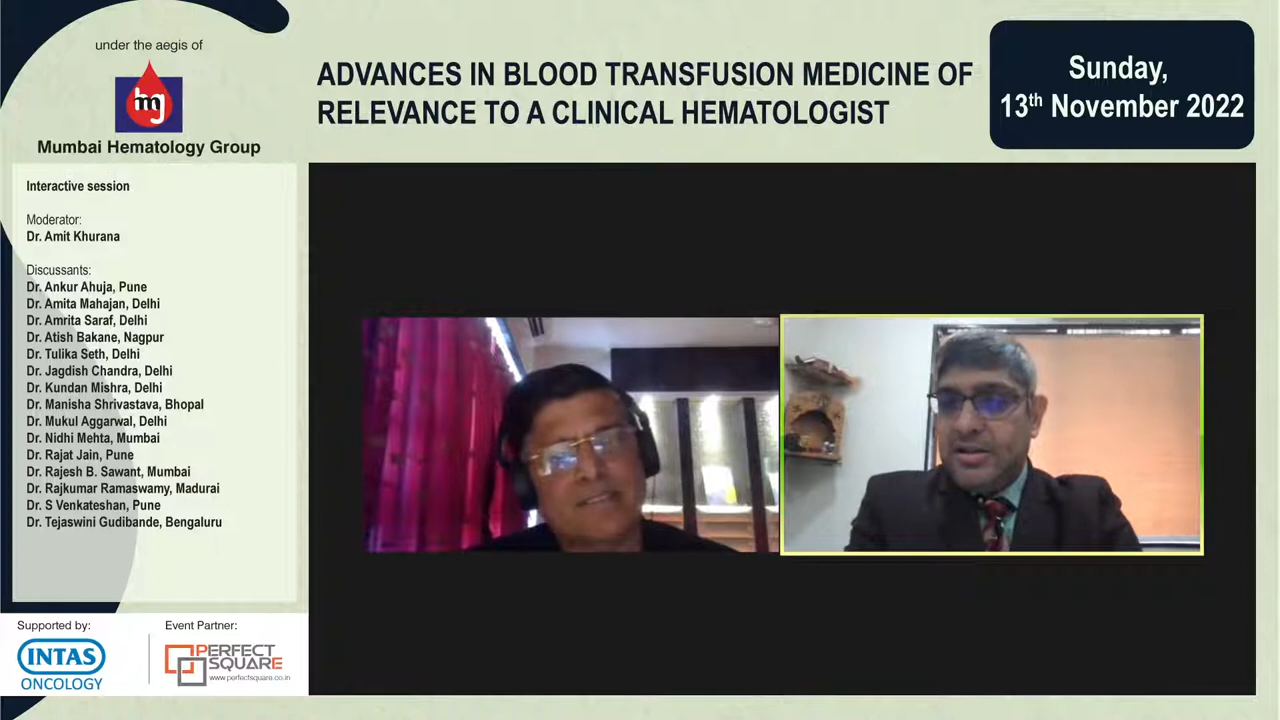 under the aegis of
mg
Mumbai Hematology Group
ADVANCES IN BLOOD TRANSFUSION MEDICINE OF
RELEVANCE TO A CLINICAL HEMATOLOGIST
Sunday,
13th November 2022
Interactive session
Moderator:
Dr. Amit Khurana
Discussants:
Dr. Ankur Ahuja, Pune
Dr. Amita Mahajan, Delhi
Dr. Amrita Saraf, Delhi
Dr. Atish Bakane, Nagpur
Dr. Tulika Seth, Delhi
Dr. Jagdish Chandra, Delhi
Dr. Kundan Mishra, Delhi
Dr. Manisha Shrivastava, Bhopal
Dr. Mukul Aggarwal, Delhi
Dr. Nidhi Mehta, Mumbai
Dr. Rajat Jain, Pune
Dr. Rajesh B. Sawant, Mumbai
Dr. Rajkumar Ramaswamy, Madurai
Dr. S Venkateshan, Pune
Dr. Tejaswini Gudibande, Bengaluru
Supported by:
INTAS
ONCOLOGY
Event Partner:
PERFECT
SQUARE
www.perfectsquare.co.in